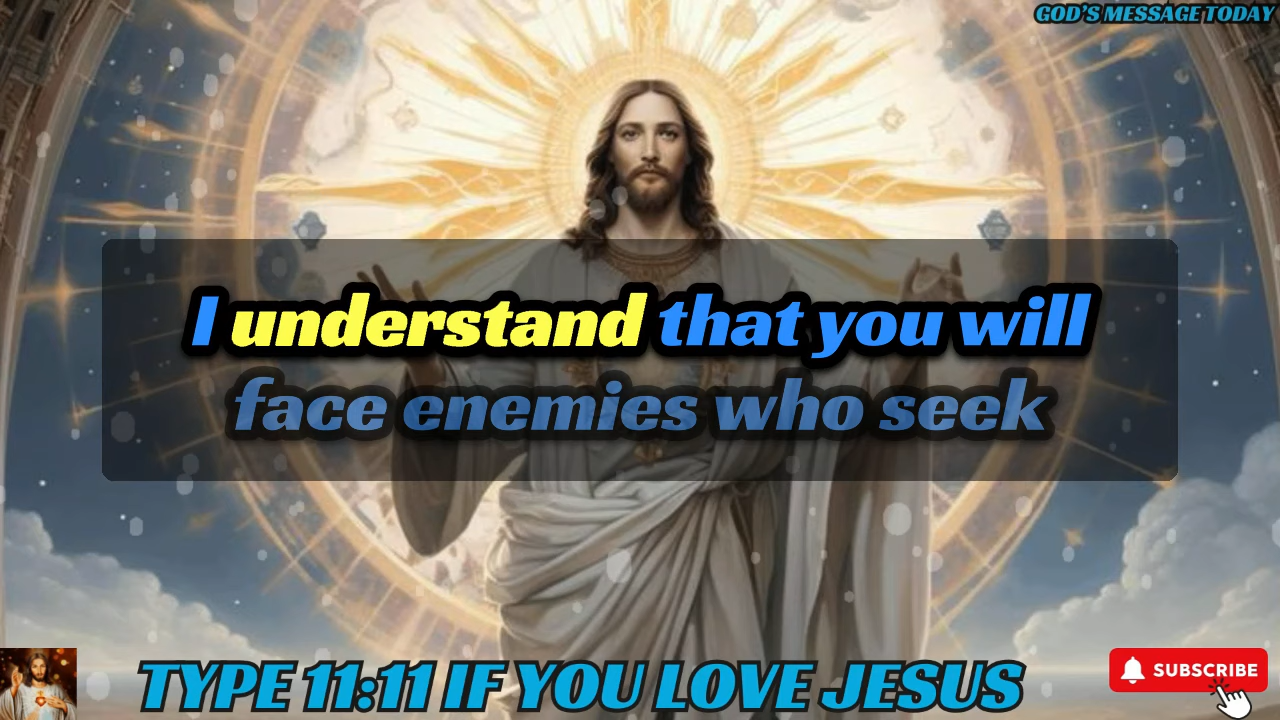 GOD'S MESSAGE TODAY
I understand that you will
face enemies who seek
TYPE 11:11 IF YOU LOVE JESUS
SUBSCRIBE